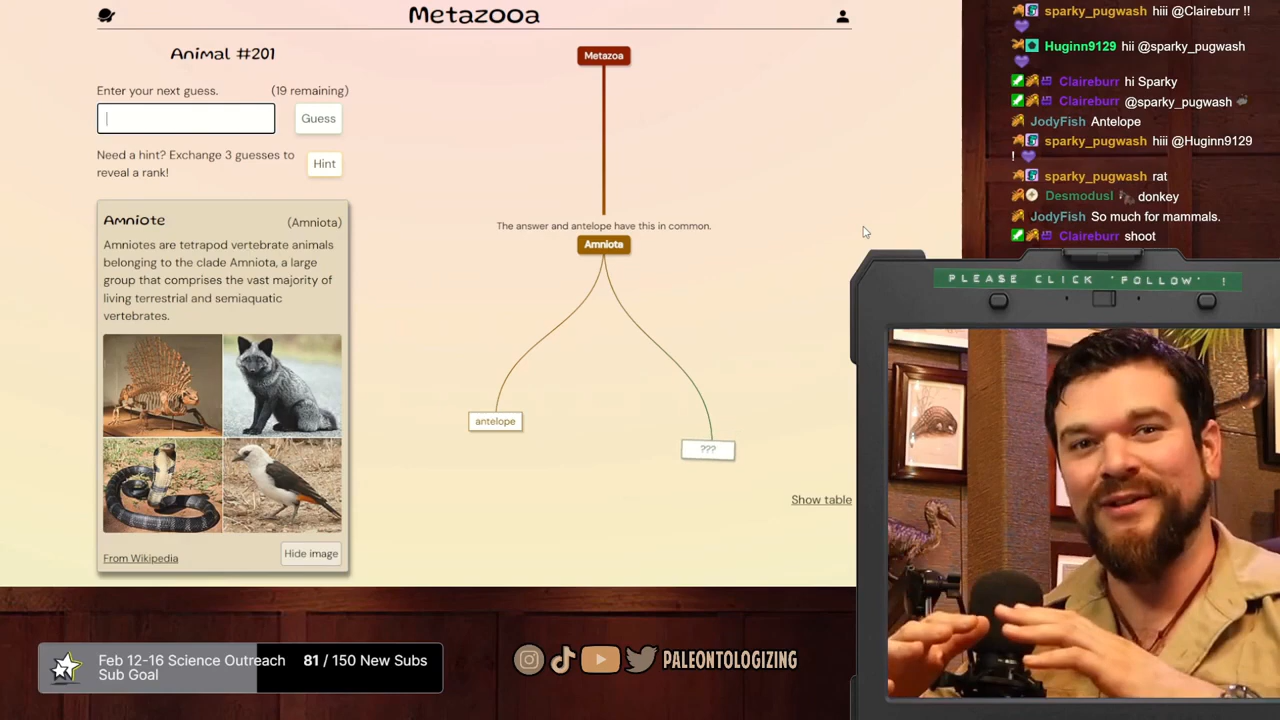 Metazooa
Animal #201
Enter your next guess.
(19 remaining)
Guess
Need a hint? Exchange 3 guesses to
reveal a rank!
Hint
Amniote
(Amniota)
Amniotes are tetrapod vertebrate animals
belonging to the clade Amniota, a large
group that comprises the vast majority of
living terrestrial and semiaquatic
vertebrates.
From Wikipedia
Hide image
Metazoa
The answer and antelope have this in common.
Amniota
antelope
???
Show table
sparky_pugwash hiii @Claireburr !!
Huginn9129 hii @sparky_pugwash
Claireburr hi Sparky
Claireburr @sparky_pugwash
JodyFish Antelope
sparky_pugwash hiii @Huginn9129
!
sparky_pugwash rat
Desmodusl donkey
JodyFish So much for mammals.
Claireburr shoot
PLEASE CLICK 'FOLLOW' !
Feb 12-16 Science Outreach
Sub Goal
81 / 150 New Subs
PALEONTOLOGIZING